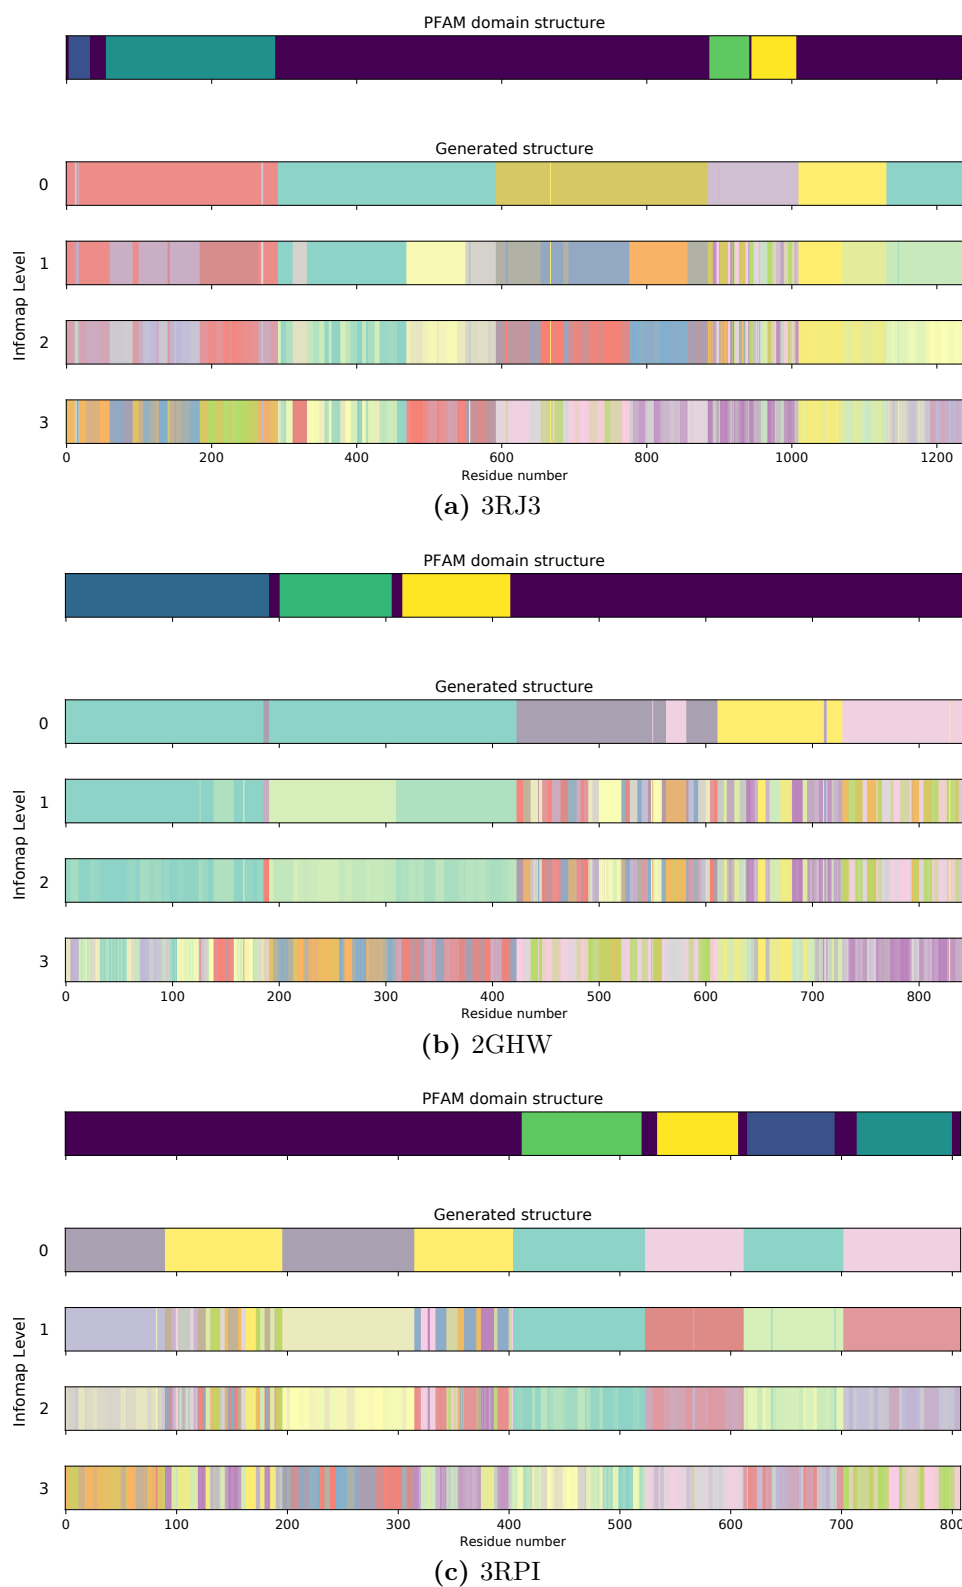 PFAM domain structure
Generated structure
0
1
2
3
Infomap Level
0 200 400 600 800 1000 1200
Residue number
(a) 3RJ3
PFAM domain structure
Generated structure
0
1
2
3
Infomap Level
0 100 200 300 400 500 600 700 800
Residue number
(b) 2GHW
PFAM domain structure
Generated structure
0
1
2
3
Infomap Level
0 100 200 300 400 500 600 700 800
Residue number
(c) 3RPI